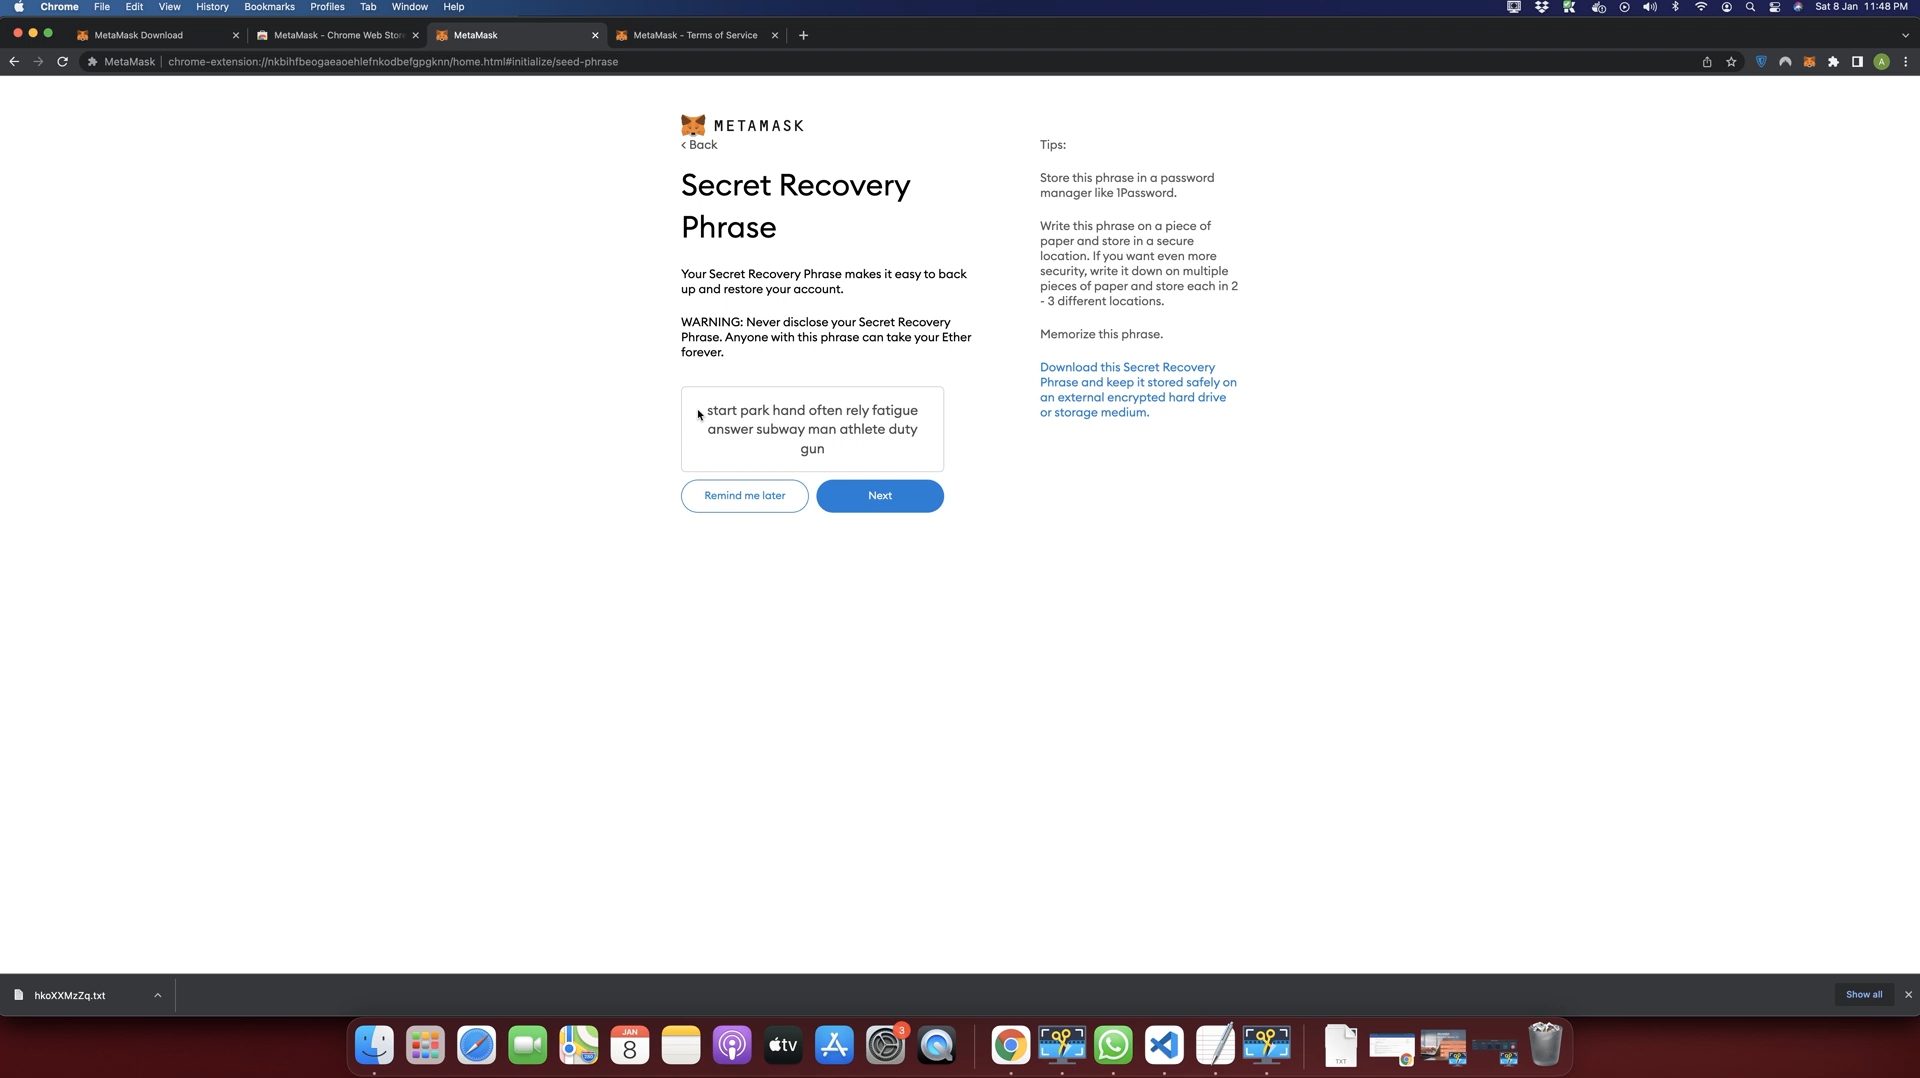 Chrome File Edit View History Bookmarks Profiles Tab Window Help Sat 8 Jan 11:48 PM
MetaMask Download MetaMask - Chrome Web Store MetaMask MetaMask - Terms of Service
MetaMask chrome-extension://nkbihfbeogaeaoehlefnkodbefgpgknn/home.html#initialize/seed-phrase A
METAMASK
< Back
Secret Recovery
Phrase
Your Secret Recovery Phrase makes it easy to back
up and restore your account.
WARNING: Never disclose your Secret Recovery
Phrase. Anyone with this phrase can take your Ether
forever.
start park hand often rely fatigue
answer subway man athlete duty
gun
Remind me later Next
Tips:
Store this phrase in a password
manager like 1Password.
Write this phrase on a piece of
paper and store in a secure
location. If you want even more
security, write it down on multiple
pieces of paper and store each in 2
- 3 different locations.
Memorize this phrase.
Download this Secret Recovery
Phrase and keep it stored safely on
an external encrypted hard drive
or storage medium.
hkoXXMzZq.txt Show all
JAN
8
tv
3
TXT